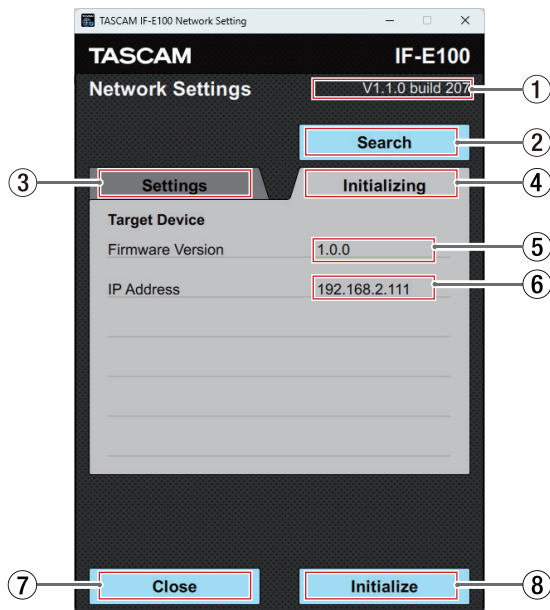 TASCAM IF-E100 Network Setting
TASCAM IF-E100
Network Settings V1.1.0 build 207 1
Search 2
3 Settings Initializing 4
Target Device
Firmware Version 1.0.0 5
IP Address 192.168.2.111 6
7 Close Initialize 8